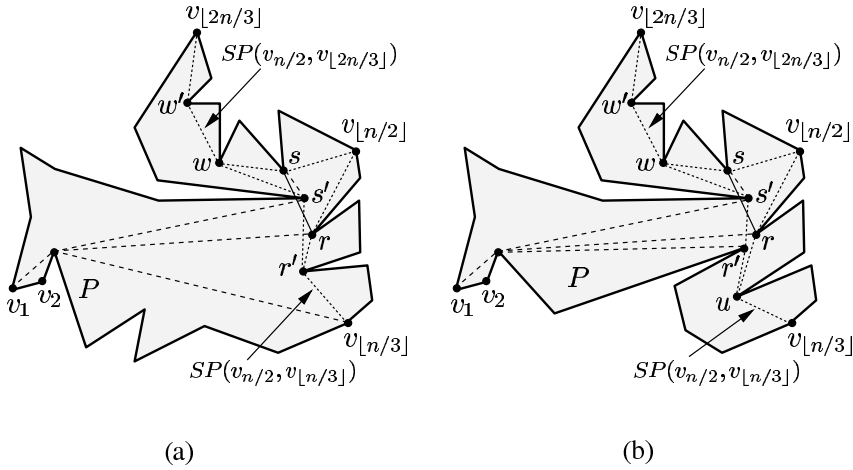 v⌊2n/3⌋
SP(vn/2, v⌊2n/3⌋)
w′
v⌊n/2⌋
w
s
s′
r
r′
P
v1
v2
v⌊n/3⌋
SP(vn/2, v⌊n/3⌋)
(a)
v⌊2n/3⌋
SP(vn/2, v⌊2n/3⌋)
w′
v⌊n/2⌋
w
s
s′
r
r′
P
u
v1
v2
v⌊n/3⌋
SP(vn/2, v⌊n/3⌋)
(b)